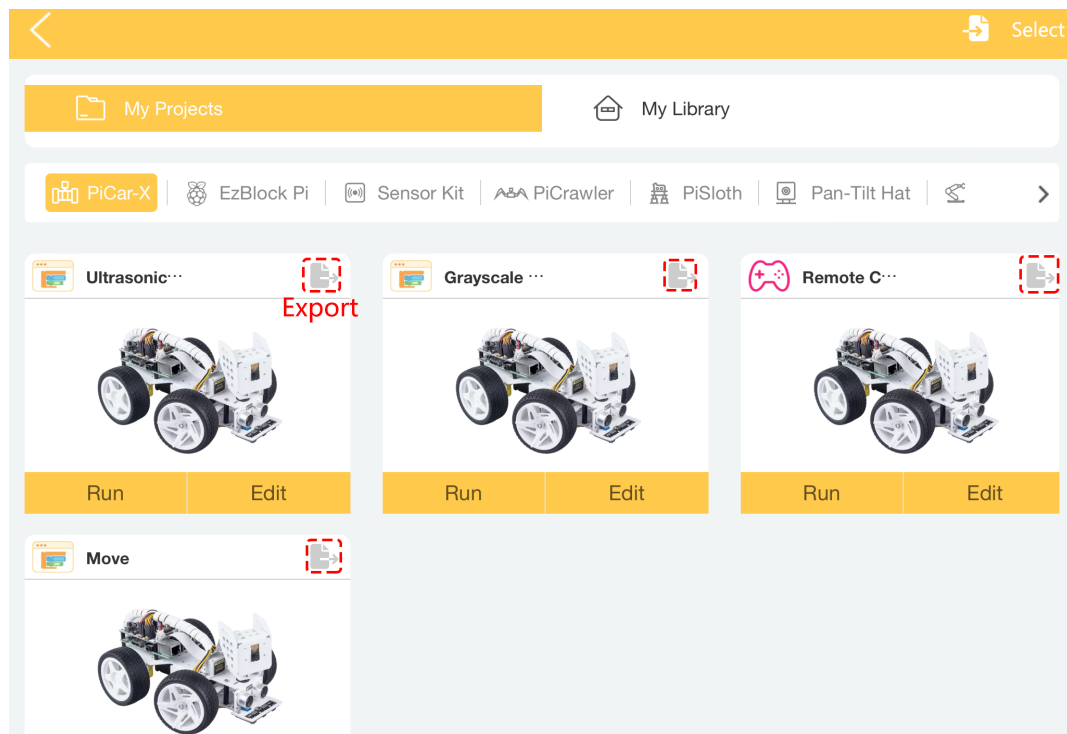 Select
My Projects
My Library
PiCar-X
EzBlock Pi
Sensor Kit
PiCrawler
PiSloth
Pan-Tilt Hat
Ultrasonic···
Grayscale ···
Remote C···
Export
Run
Edit
Run
Edit
Run
Edit
Move